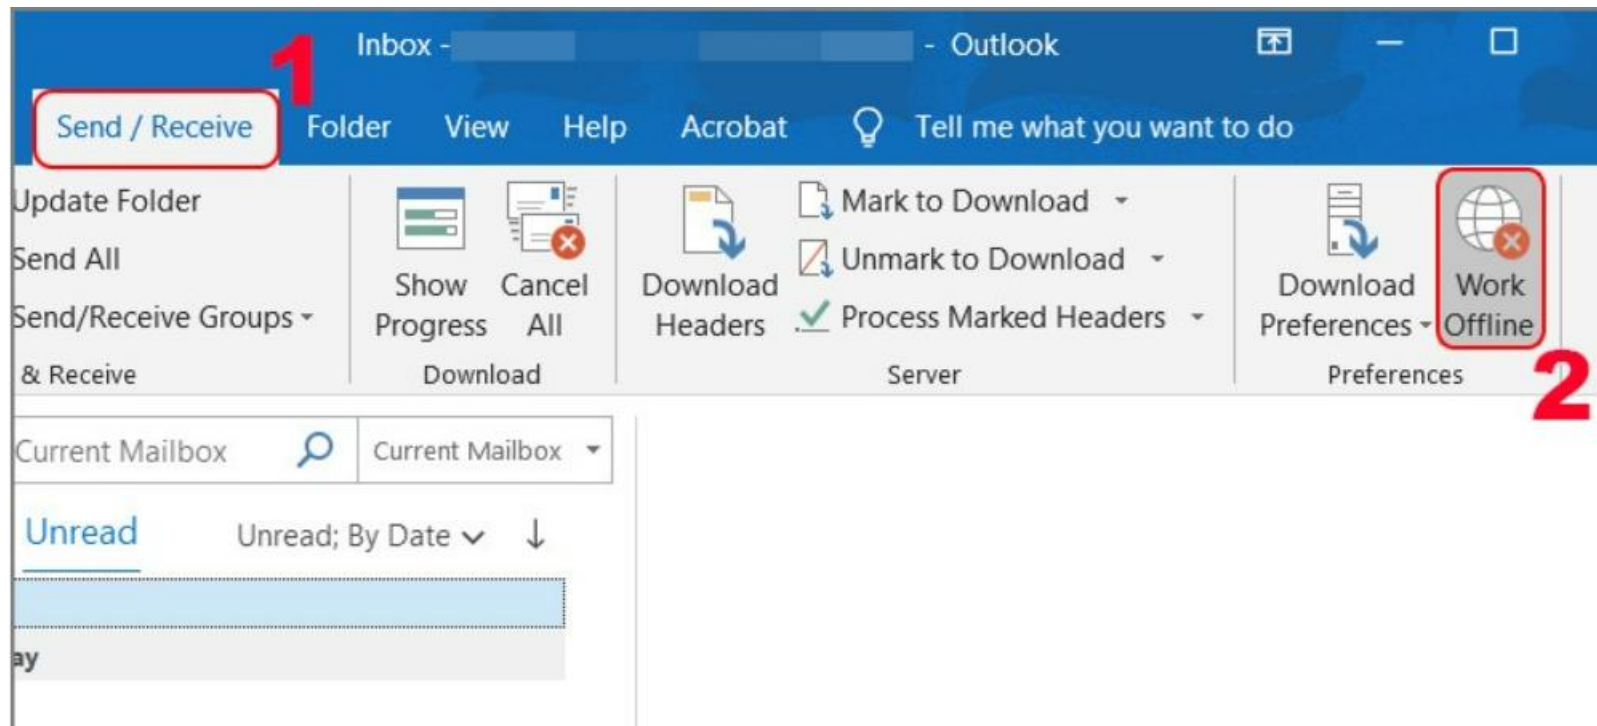 Inbox - - Outlook
1
Send / Receive Folder View Help Acrobat Tell me what you want to do
Update Folder
Send All
Send/Receive Groups
& Receive
Show Progress
Cancel All
Download
Download Headers
Mark to Download
Unmark to Download
Process Marked Headers
Server
Download Preferences
Work Offline
Preferences
2
Current Mailbox
Current Mailbox
Unread
Unread; By Date
ay